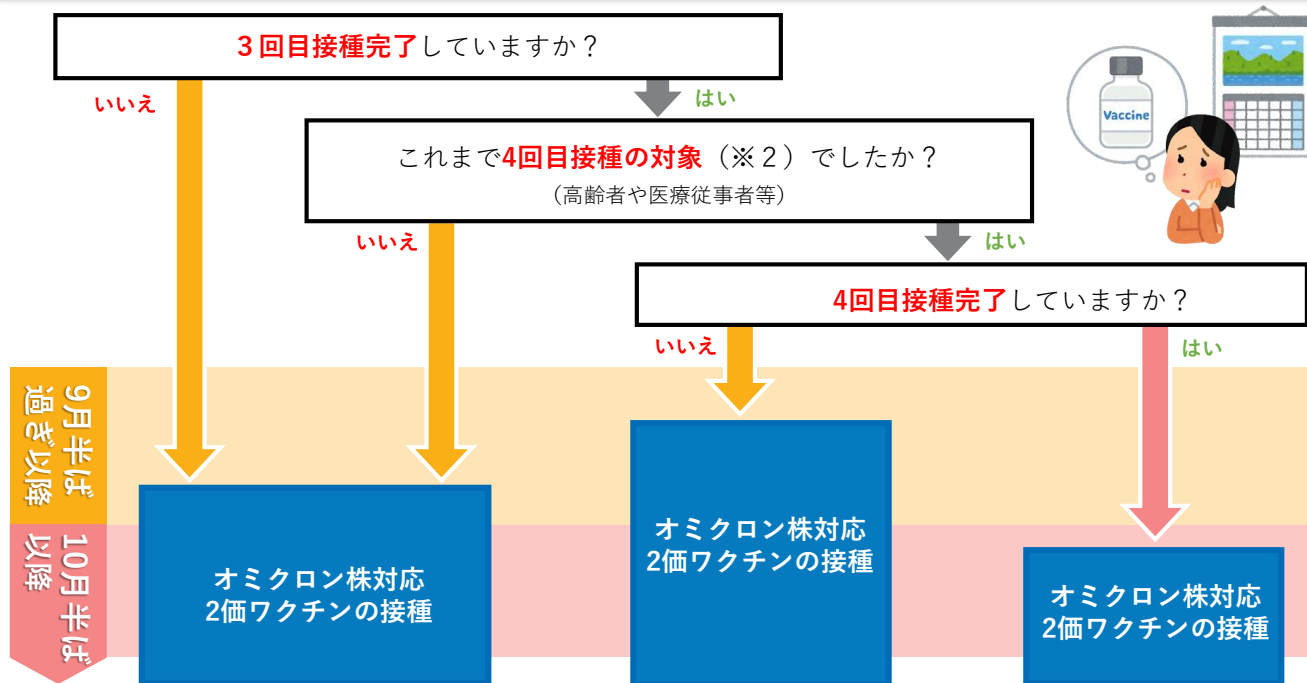 3回目接種完了していますか？
いいえ
はい
Vaccine
これまで4回目接種の対象（※２）でしたか？
（高齢者や医療従事者等）
いいえ
はい
4回目接種完了していますか？
いいえ
はい
9月半ば
過ぎ以降
10月半ば
以降
オミクロン株対応
2価ワクチンの接種
オミクロン株対応
2価ワクチンの接種
オミクロン株対応
2価ワクチンの接種